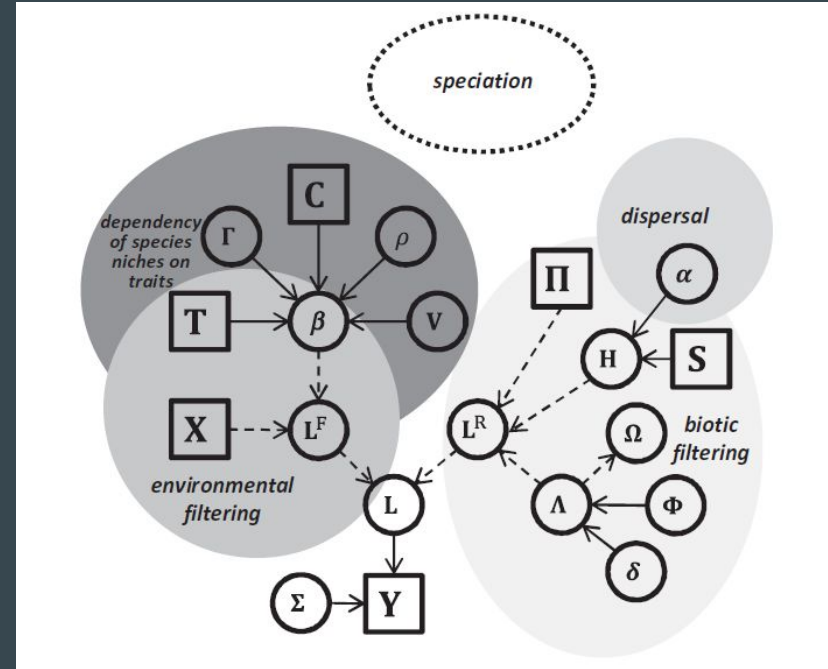 speciation
dependency
of species
niches on
traits
C
Γ
ρ
T
β
V
X
L^F
environmental
filtering
dispersal
Π
α
H
S
L^R
Ω
biotic
filtering
Λ
Φ
δ
L
Σ
Y